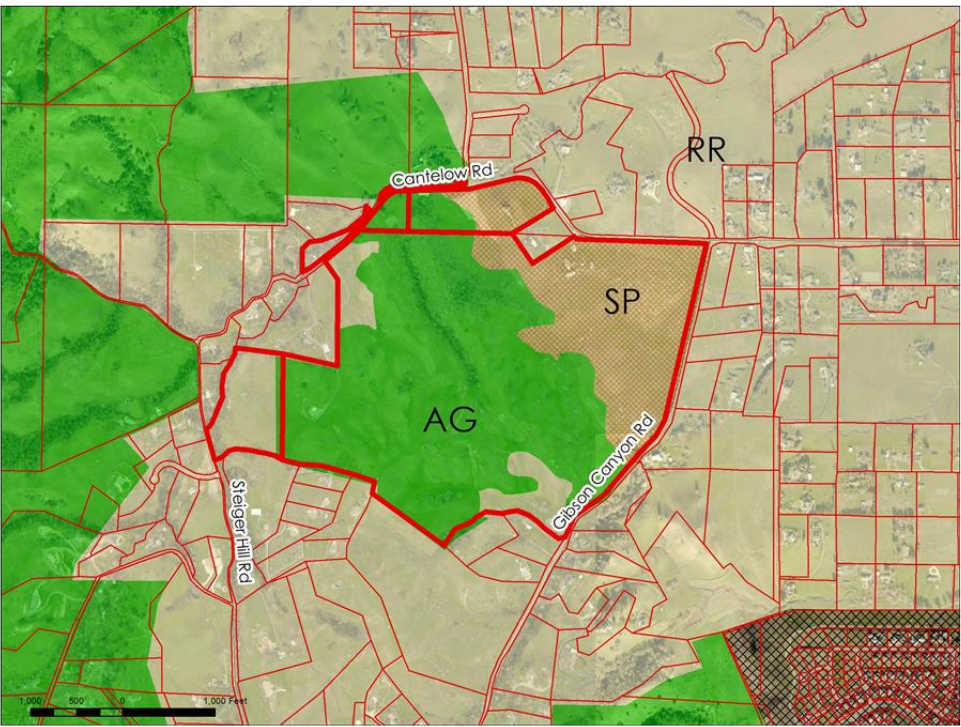 RR
Cantelow Rd
SP
AG
Gibson Canyon Rd
Steiger Hill Rd
1,000 500 0 1,000 Feet